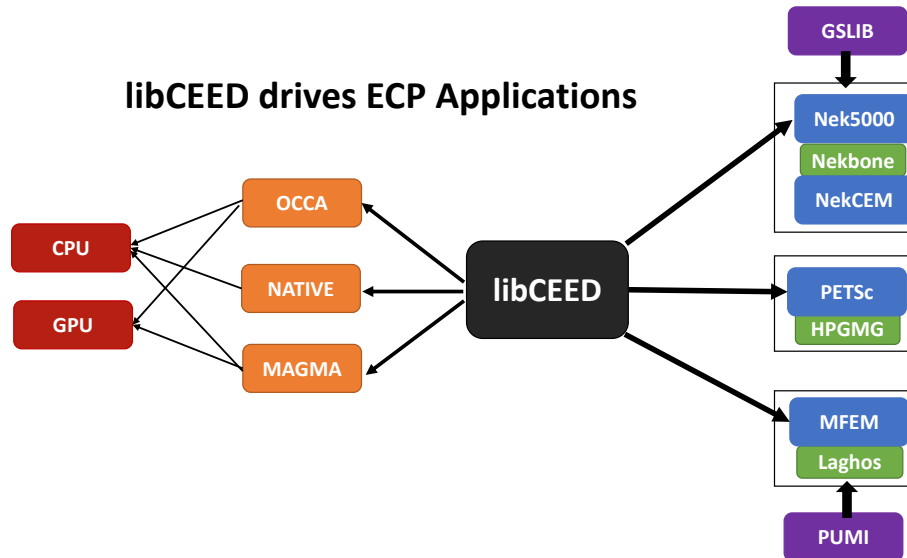 GSLIB
libCEED drives ECP Applications
Nek5000
Nekbone
NekCEM
OCCA
CPU
NATIVE
libCEED
PETSc
GPU
HPGMG
MAGMA
MFEM
Laghos
PUMI